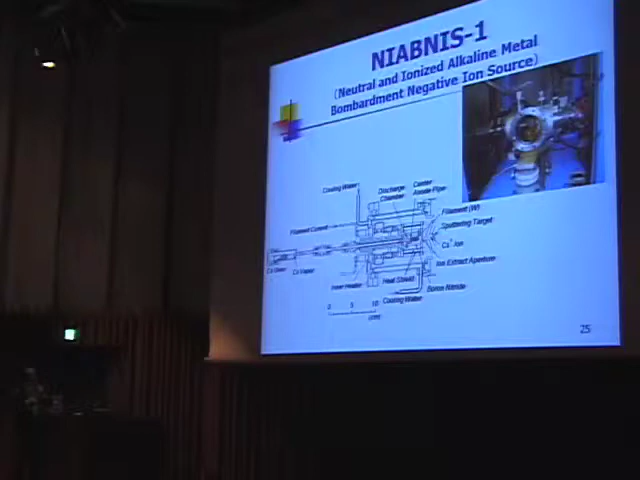 NIABNIS-1
(Neutral and Ionized Alkaline Metal
Bombardment Negative Ion Source)
Cooling Water
Discharge
Chamber
Center
Anode Pipe
Filament (W)
Filament Current
Sputtering Target
Cs+ Ion
Cs Oven
Cs Vapor
Ion Extract Aperture
Inner Heater
Heat Shield
Boron Nitride
Cooling Water
0 5 10
(cm)
25